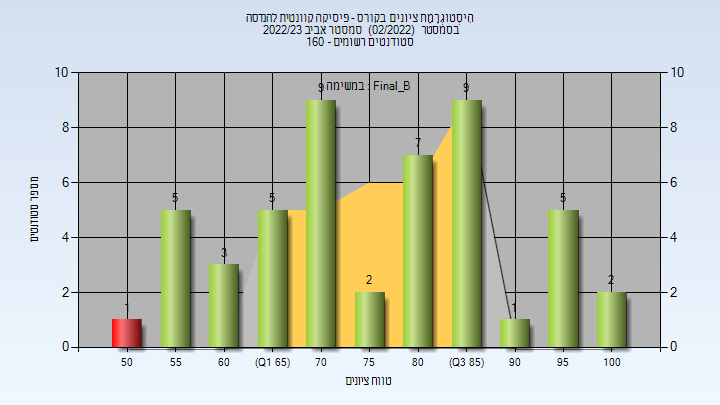 היסטוגרמת ציונים בקורס - פיסיקה קוונטית להנדסה
בסמסטר (02/2022) סמסטר אביב 2022/23
סטודנטים רשומים - 160
במשימה : Final_B
מספר סטודנטים
10 10
8 8
6 6
4 4
2 2
0 0
1 5 3 5 9 2 7 9 1 5 2
50 55 60 (Q1 65) 70 75 80 (Q3 85) 90 95 100
טווח ציונים